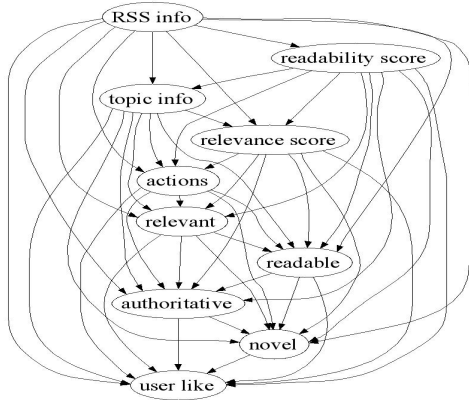 RSS info
readability score
topic info
relevance score
actions
relevant
readable
authoritative
novel
user like